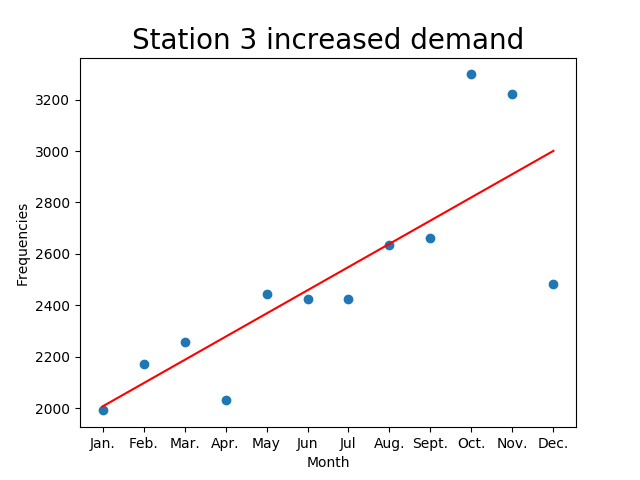 Station 3 increased demand
3200
3000
2800
2600
2400
2200
2000
Frequencies
Jan. Feb. Mar. Apr. May Jun Jul Aug. Sept. Oct. Nov. Dec.
Month